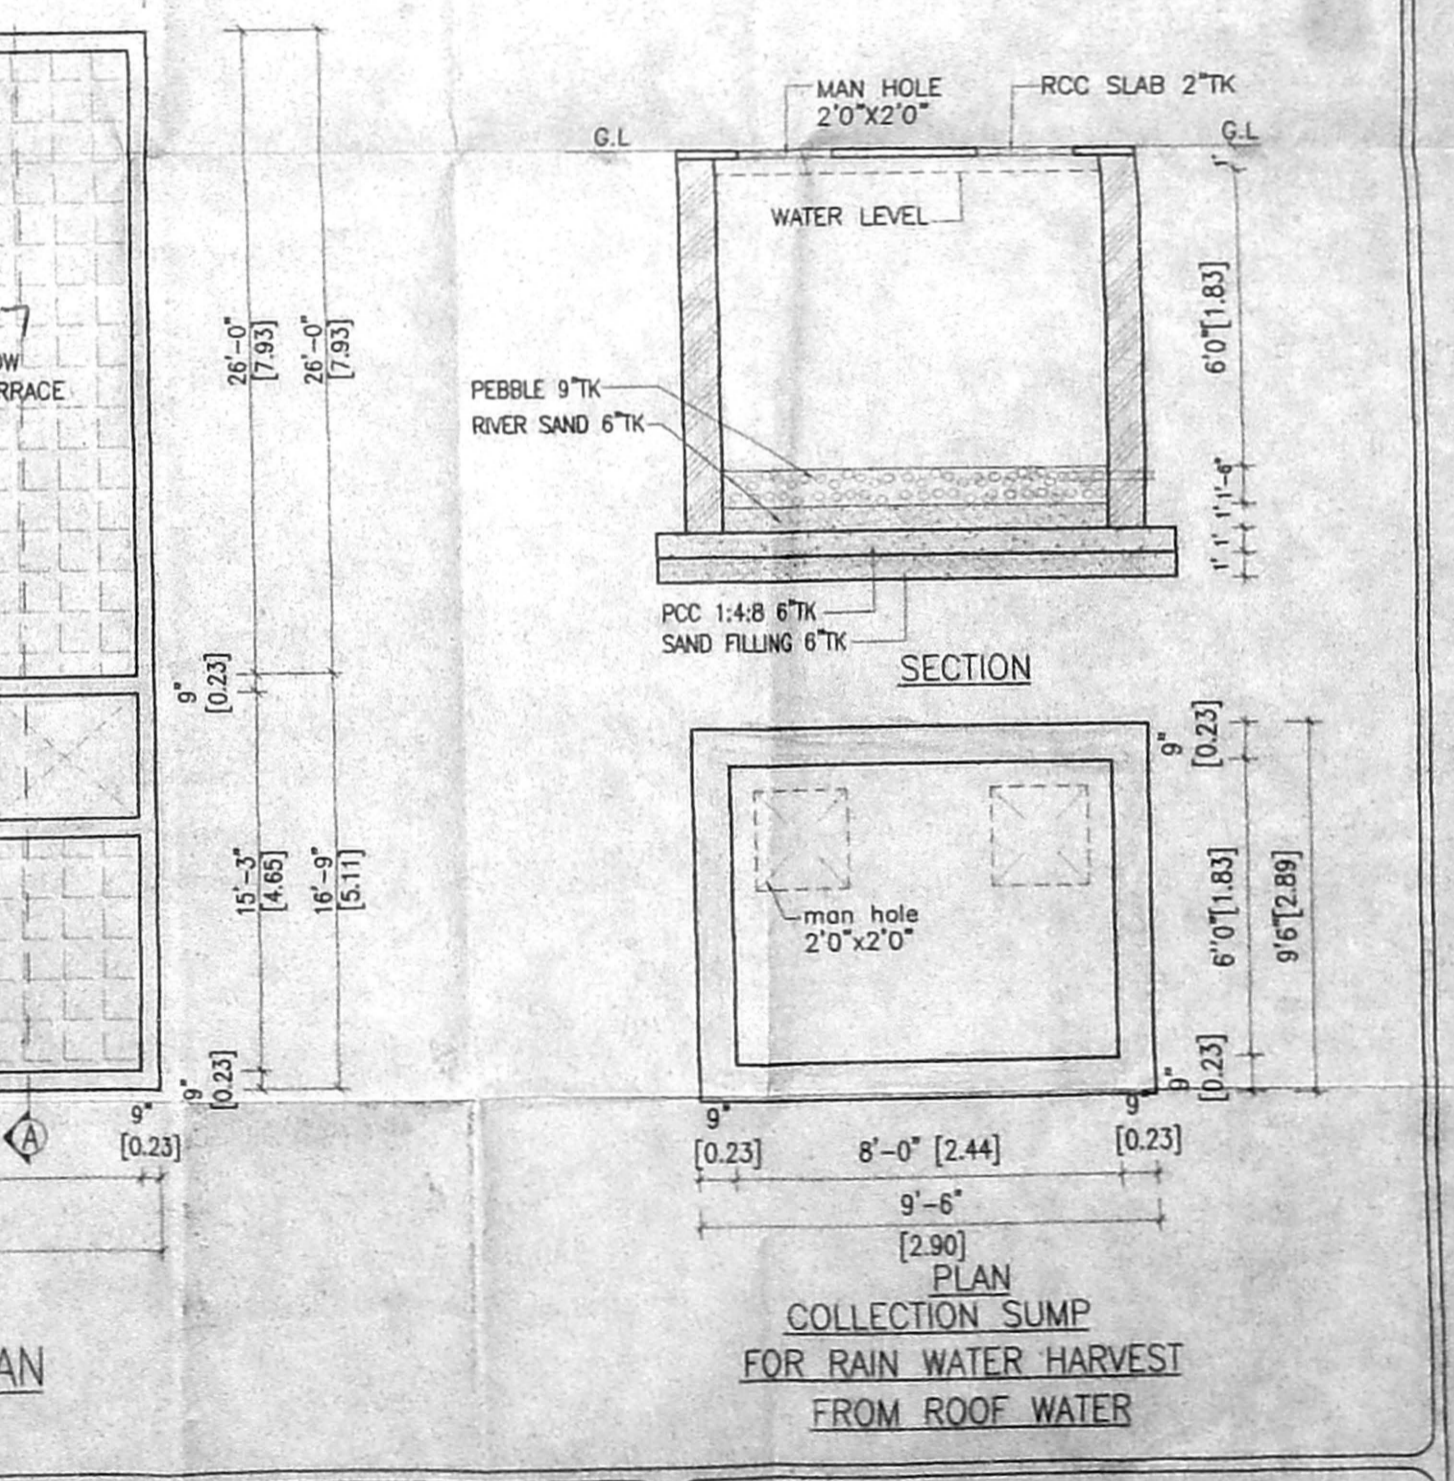 MAN HOLE
2'0"X2'0"
RCC SLAB 2"TK
G.L
G.L
1'
WATER LEVEL
6'0"[1.83]
26'-0"
[7.93]
26'-0"
[7.93]
OW
RRACE
PEBBLE 9"TK
RIVER SAND 6"TK
1'-6"
1'
1'
1'
PCC 1:4:8 6"TK
SAND FILLING 6"TK
SECTION
9"
[0.23]
9"
[0.23]
15'-3"
[4.65]
16'-9"
[5.11]
man hole
2'0"x2'0"
6''0"[1.83]
9'6"[2.89]
9"
[0.23]
9"
[0.23]
A
9"
[0.23]
9"
[0.23]
8'-0" [2.44]
9"
[0.23]
9'-6"
[2.90]
PLAN
COLLECTION SUMP
FOR RAIN WATER HARVEST
FROM ROOF WATER
AN